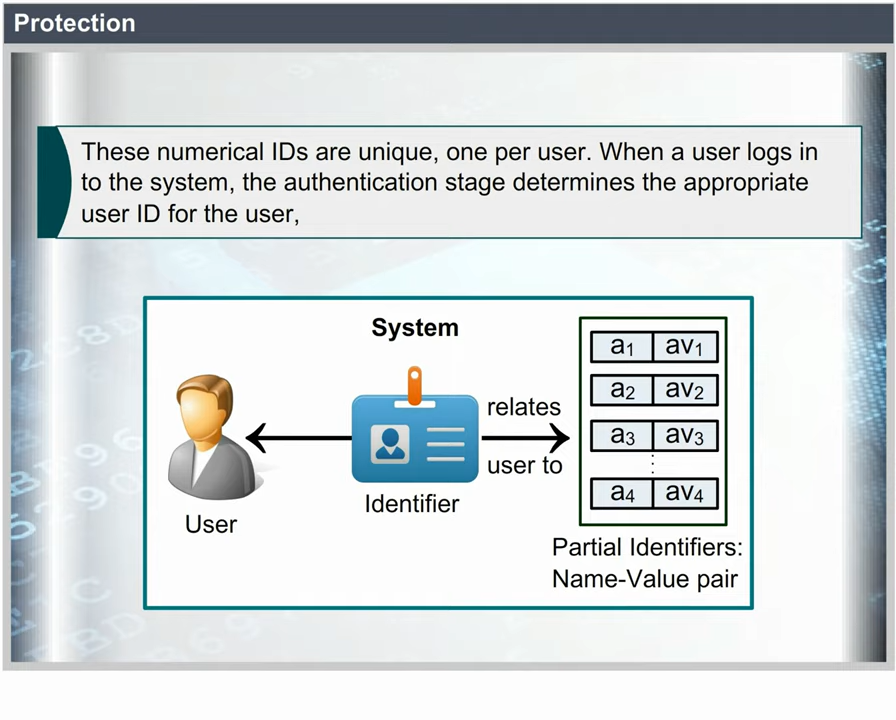 Protection
These numerical IDs are unique, one per user. When a user logs in
to the system, the authentication stage determines the appropriate
user ID for the user,
System
a1 av1
a2 av2
relates
a3 av3
user to
a4 av4
Identifier
User
Partial Identifiers:
Name-Value pair